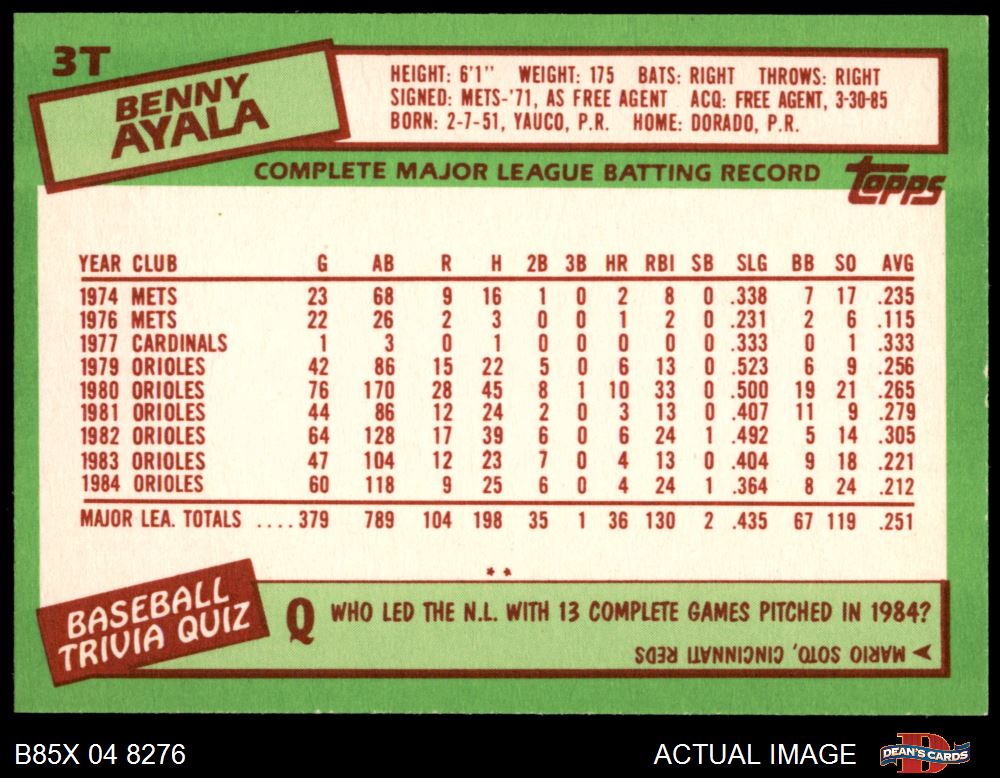 3T
BENNY
AYALA
HEIGHT: 6'1" WEIGHT: 175 BATS: RIGHT THROWS: RIGHT
SIGNED: METS-'71, AS FREE AGENT ACQ: FREE AGENT, 3-30-85
BORN: 2-7-51, YAUCO, P.R. HOME: DORADO, P.R.
COMPLETE MAJOR LEAGUE BATTING RECORD
topps
YEAR CLUB G AB R H 2B 3B HR RBI SB SLG BB SO AVG
1974 METS 23 68 9 16 1 0 2 8 0 .338 7 17 .235
1976 METS 22 26 2 3 0 0 1 2 0 .231 2 6 .115
1977 CARDINALS 1 3 0 1 0 0 0 0 0 .333 0 1 .333
1979 ORIOLES 42 86 15 22 5 0 6 13 0 .523 6 9 .256
1980 ORIOLES 76 170 28 45 8 1 10 33 0 .500 19 21 .265
1981 ORIOLES 44 86 12 24 2 0 3 13 0 .407 11 9 .279
1982 ORIOLES 64 128 17 39 6 0 6 24 1 .492 5 14 .305
1983 ORIOLES 47 104 12 23 7 0 4 13 0 .404 9 18 .221
1984 ORIOLES 60 118 9 25 6 0 4 24 1 .364 8 24 .212
MAJOR LEA. TOTALS ....379 789 104 198 35 1 36 130 2 .435 67 119 .251
**
BASEBALL
TRIVIA QUIZ
Q WHO LED THE N.L. WITH 13 COMPLETE GAMES PITCHED IN 1984?
MARIO SOTO, CINCINNATI REDS
B85X 04 8276
ACTUAL IMAGE
DEAN'S CARDS